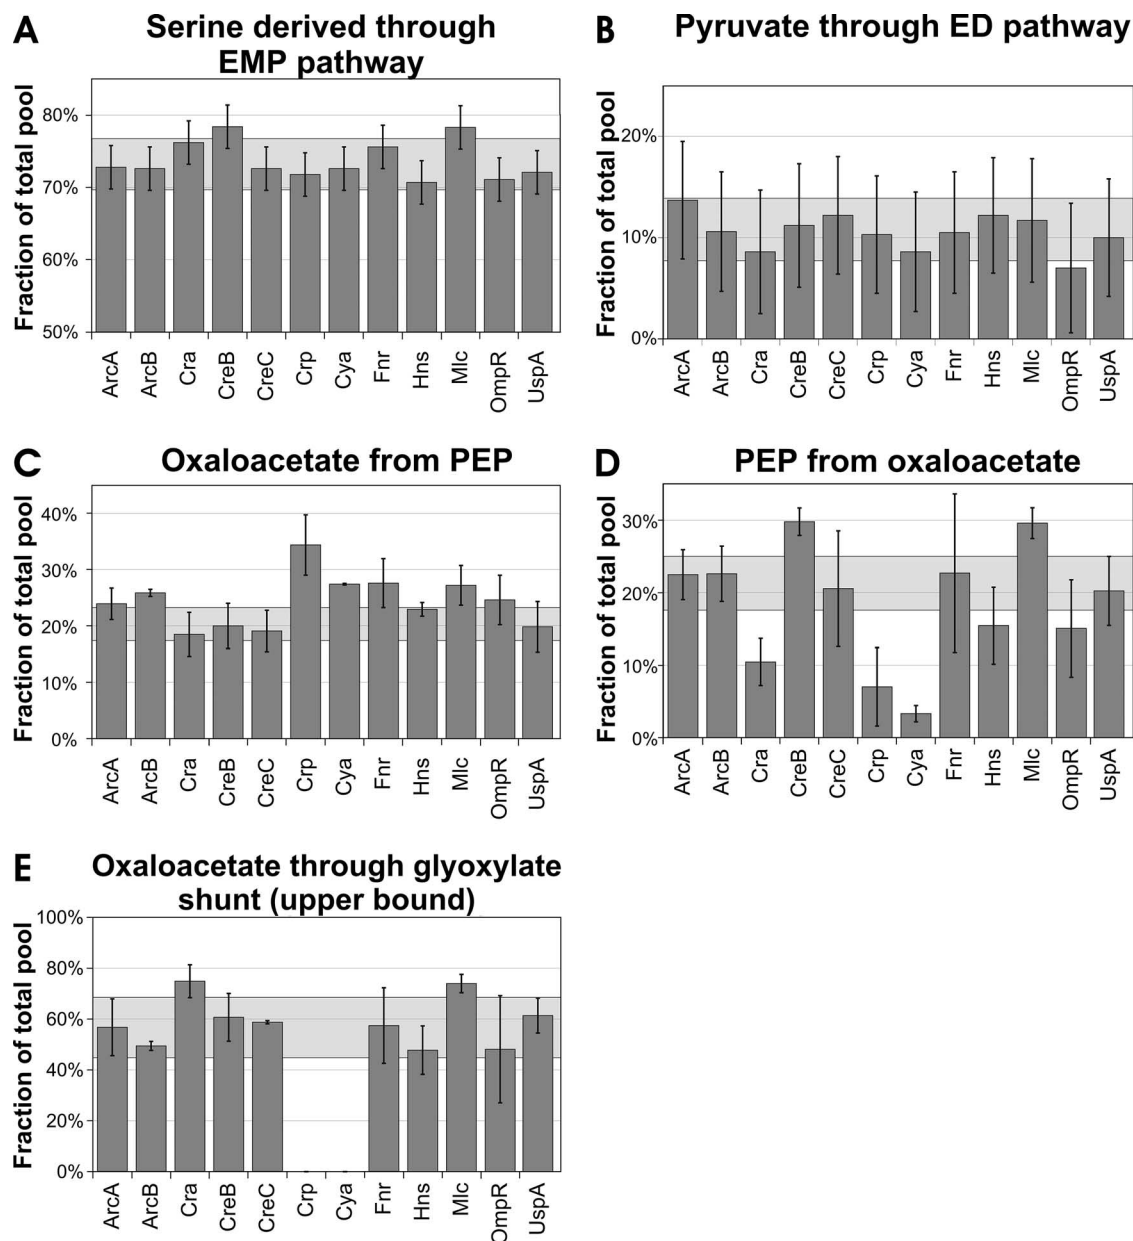 A
Serine derived through
EMP pathway
Fraction of total pool
80%
70%
60%
50%
ArcA
ArcB
Cra
CreB
CreC
Crp
Cya
Fnr
Hns
Mlc
OmpR
UspA
B
Pyruvate through ED pathway
Fraction of total pool
20%
10%
0%
ArcA
ArcB
Cra
CreB
CreC
Crp
Cya
Fnr
Hns
Mlc
OmpR
UspA
C
Oxaloacetate from PEP
Fraction of total pool
40%
30%
20%
10%
0%
ArcA
ArcB
Cra
CreB
CreC
Crp
Cya
Fnr
Hns
Mlc
OmpR
UspA
D
PEP from oxaloacetate
Fraction of total pool
30%
20%
10%
0%
ArcA
ArcB
Cra
CreB
CreC
Crp
Cya
Fnr
Hns
Mlc
OmpR
UspA
E
Oxaloacetate through glyoxylate
shunt (upper bound)
Fraction of total pool
100%
80%
60%
40%
20%
0%
ArcA
ArcB
Cra
CreB
CreC
Crp
Cya
Fnr
Hns
Mlc
OmpR
UspA